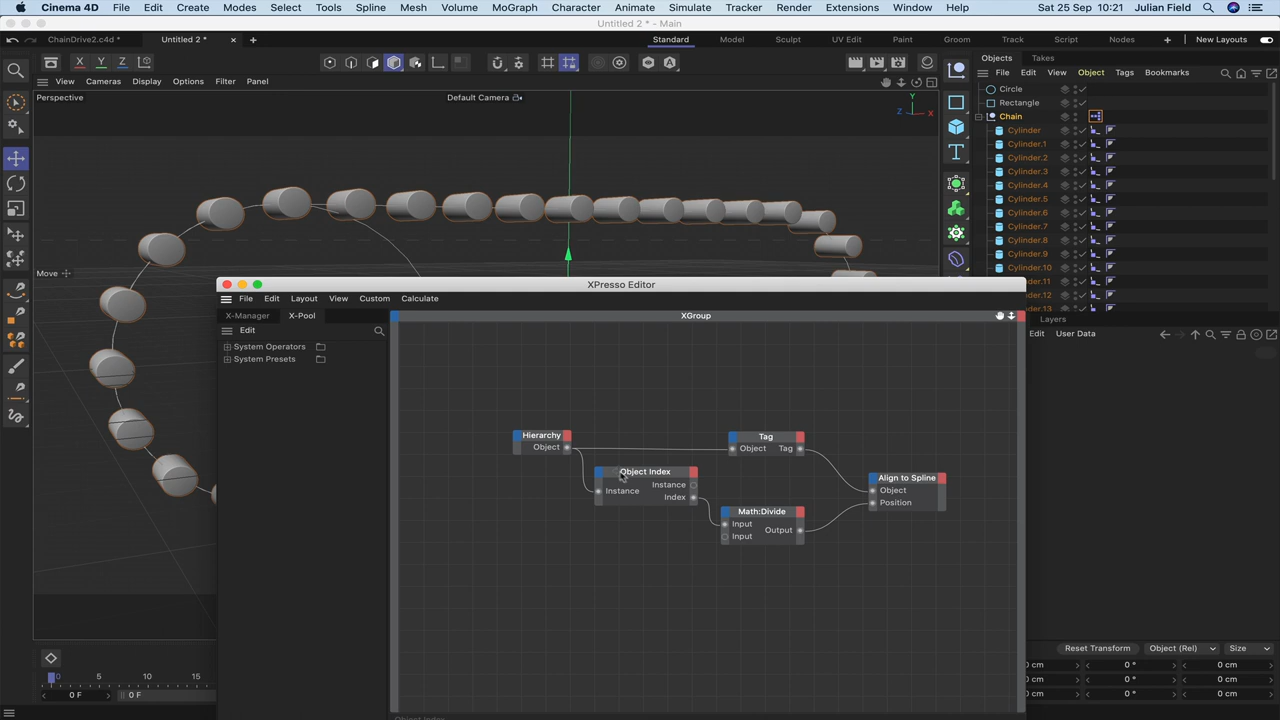 Cinema 4D File Edit Create Modes Select Tools Spline Mesh Volume MoGraph Character Animate Simulate Tracker Render Extensions Window Help Sat 25 Sep 10:21 Julian Field
Untitled 2 * - Main
ChainDrive2.c4d * Untitled 2 * Standard Model Sculpt UV Edit Paint Groom Track Script Nodes New Layouts
X Y Z
Objects Takes
File Edit View Object Tags Bookmarks
View Cameras Display Options Filter Panel
Perspective
Default Camera
Y
Z X
Circle
Rectangle
Chain
Cylinder
Cylinder.1
Cylinder.2
Cylinder.3
Cylinder.4
Cylinder.5
Cylinder.6
Cylinder.7
Cylinder.8
Cylinder.9
Cylinder.10
.11
.12
.13
Move
XPresso Editor
File Edit Layout View Custom Calculate
X-Manager X-Pool
Edit
System Operators
System Presets
XGroup
Hierarchy
Object
Object Index
Instance
Instance
Index
Tag
Object Tag
Math:Divide
Input
Output
Input
Align to Spline
Object
Position
Object Index
Layers
Edit User Data
Reset Transform Object (Rel) Size
0 cm 0 ° 0 cm
0 cm 0 ° 0 cm
0 cm 0 ° 0 cm
0 5 10 15
0 F 0 F